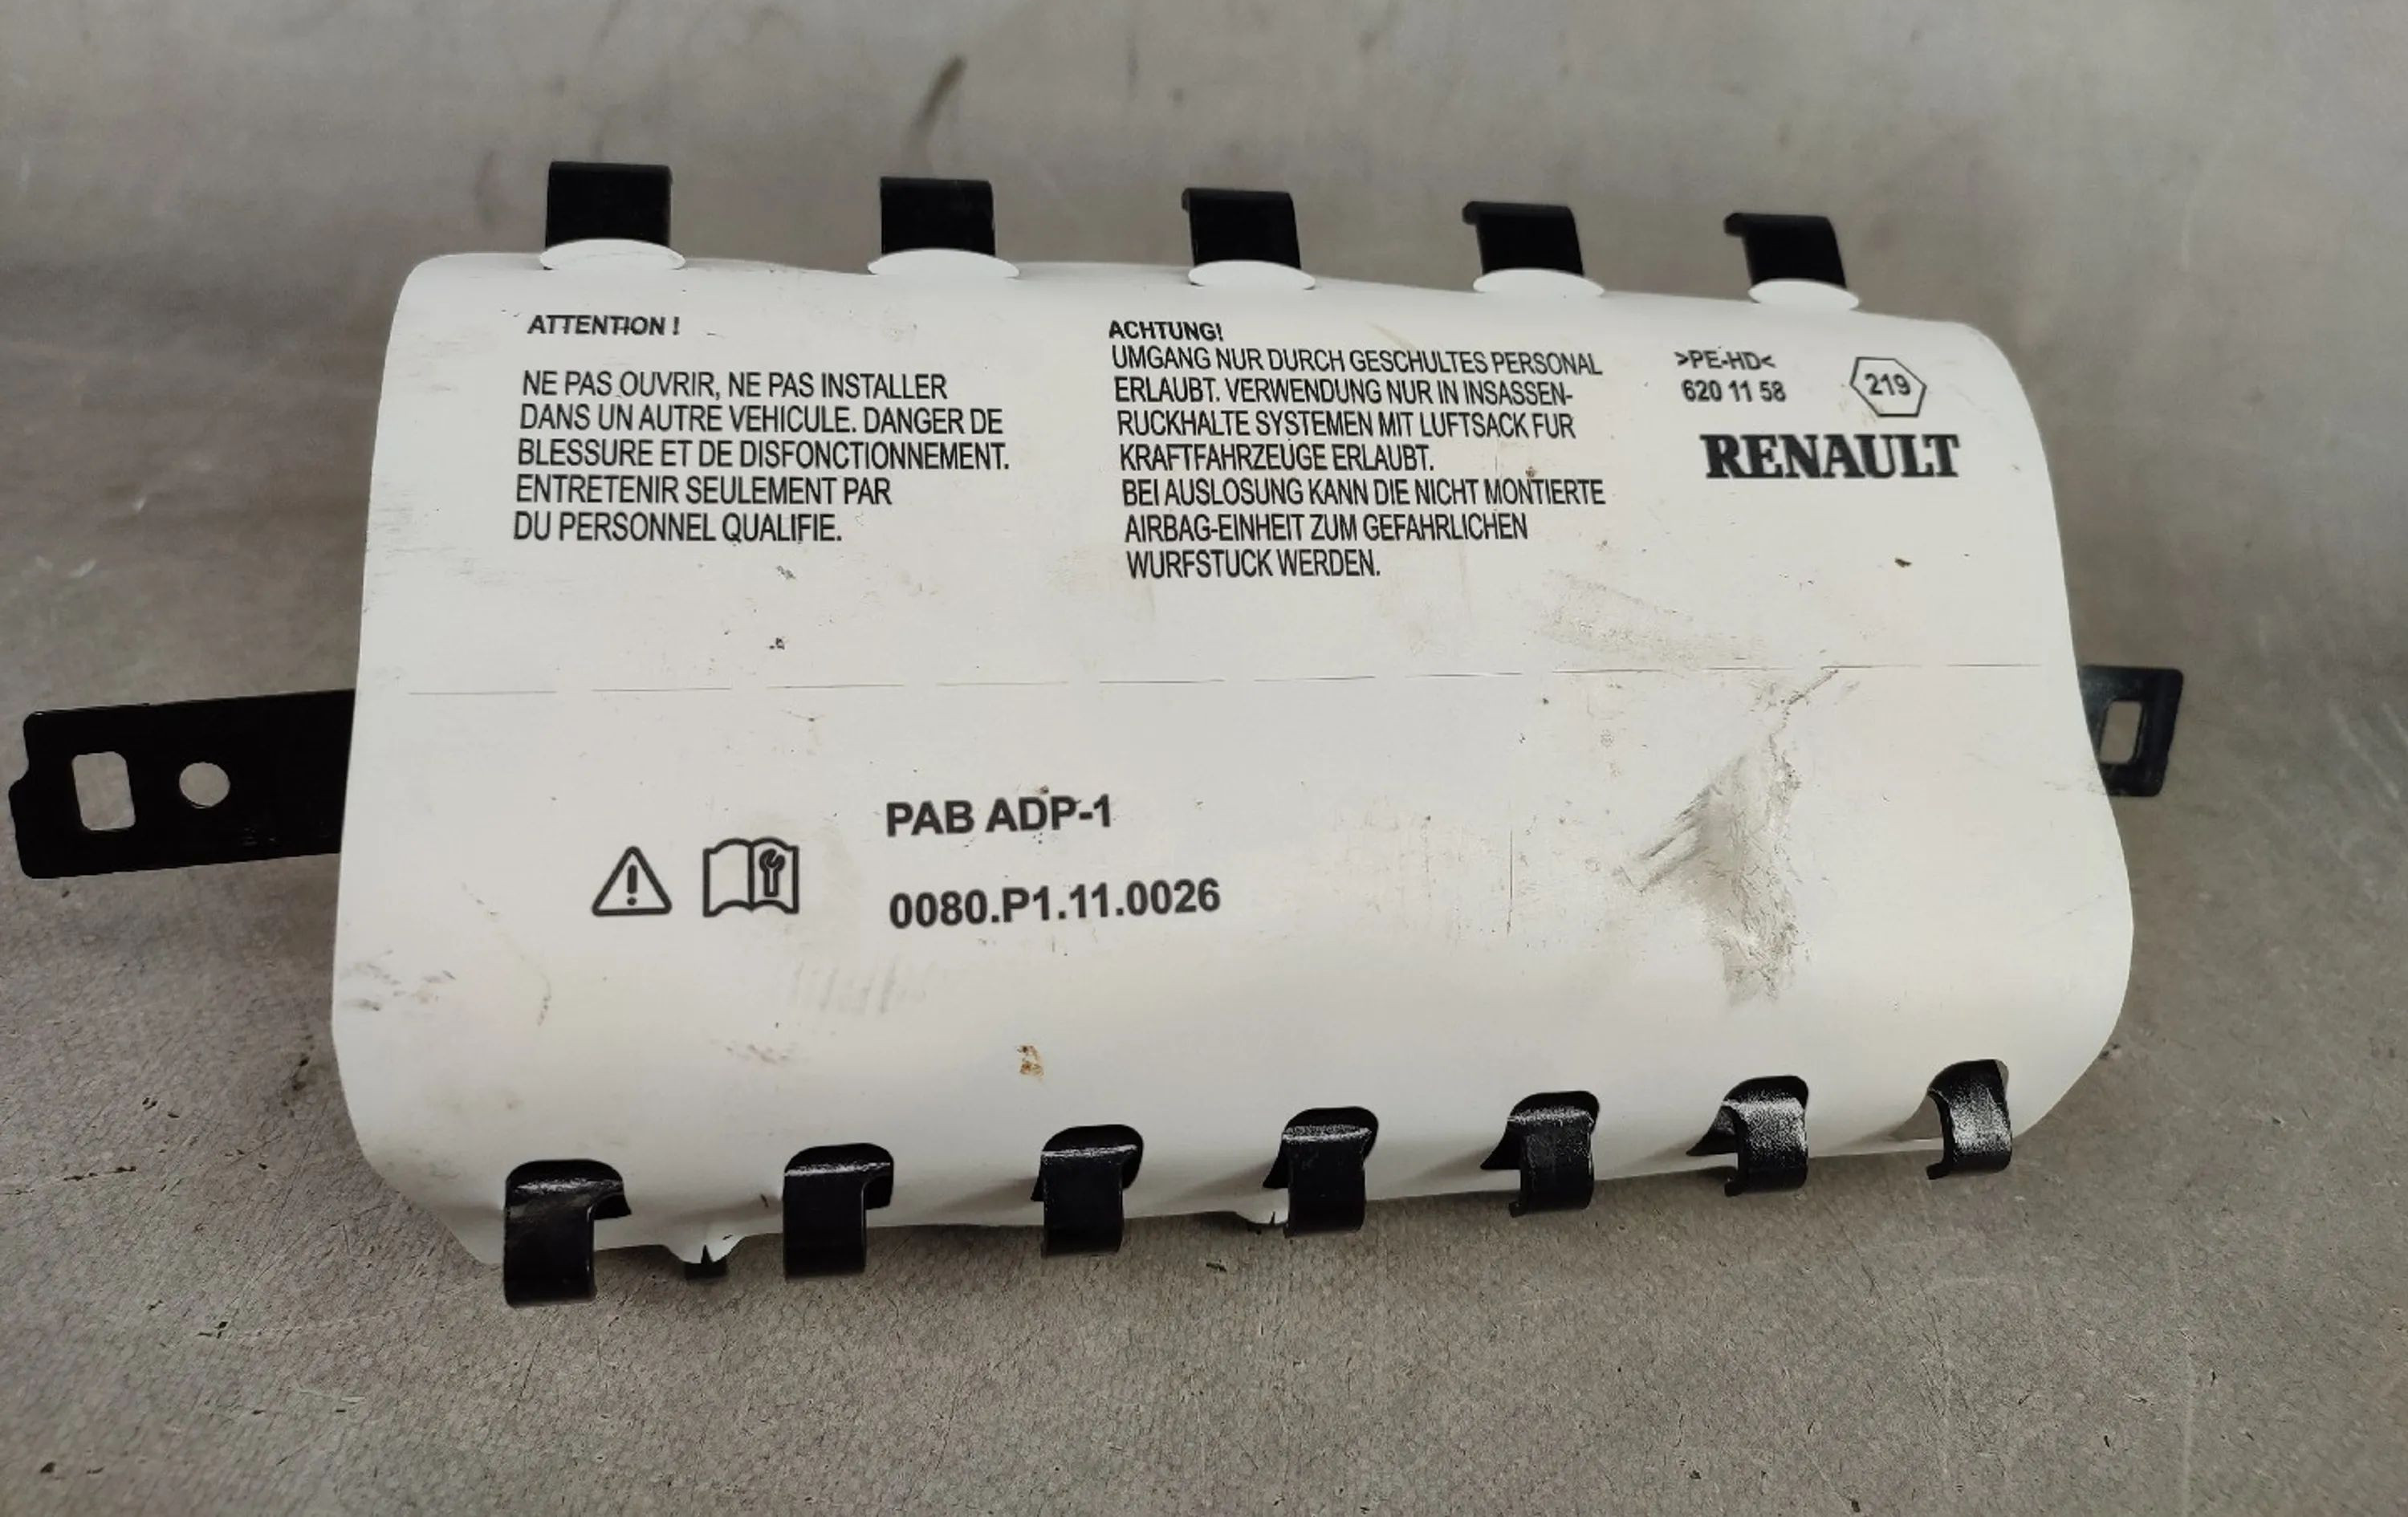 ATTENTION !
NE PAS OUVRIR, NE PAS INSTALLER
DANS UN AUTRE VEHICULE. DANGER DE
BLESSURE ET DE DISFONCTIONNEMENT.
ENTRETENIR SEULEMENT PAR
DU PERSONNEL QUALIFIE.
ACHTUNG!
UMGANG NUR DURCH GESCHULTES PERSONAL
ERLAUBT. VERWENDUNG NUR IN INSASSEN-
RUCKHALTE SYSTEMEN MIT LUFTSACK FUR
KRAFTFAHRZEUGE ERLAUBT.
BEI AUSLOSUNG KANN DIE NICHT MONTIERTE
AIRBAG-EINHEIT ZUM GEFAHRLICHEN
WURFSTUCK WERDEN.
>PE-HD<
620 11 58
219
RENAULT
PAB ADP-1
0080.P1.11.0026